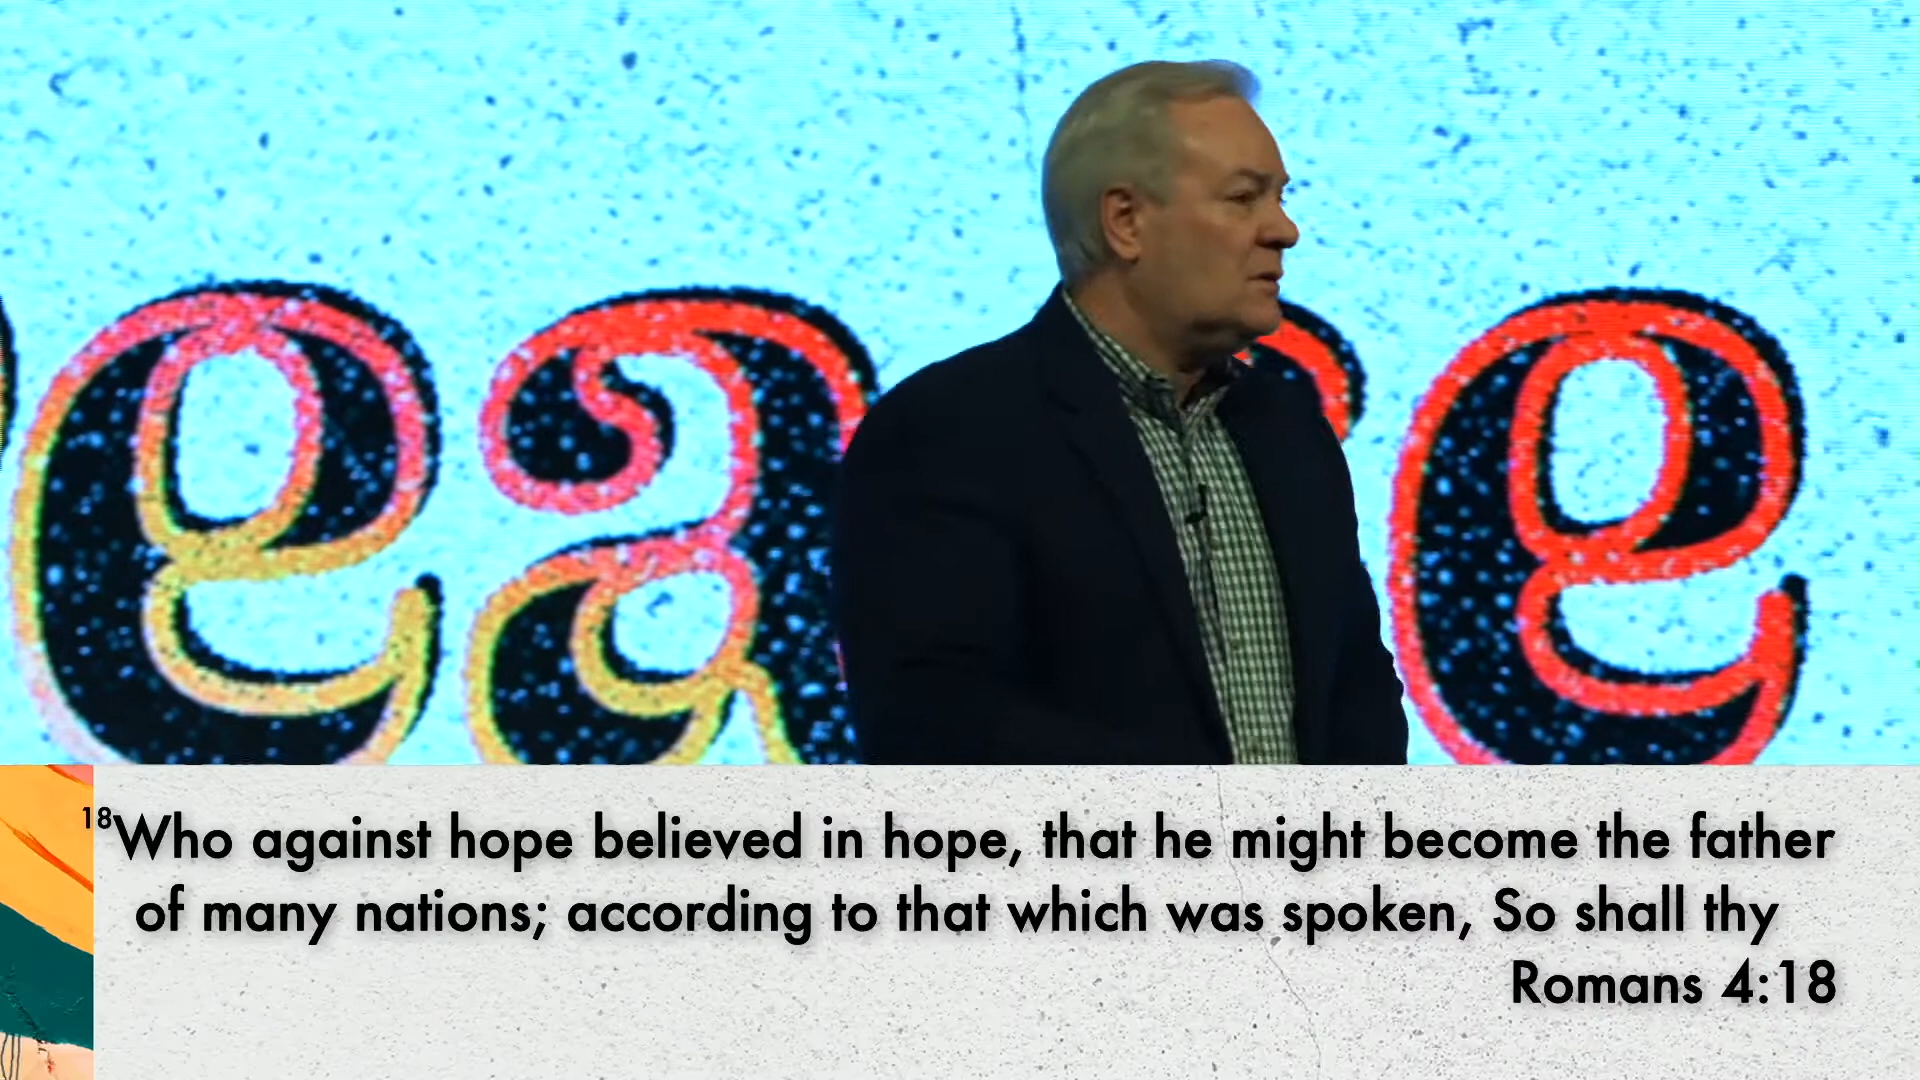 18Who against hope believed in hope, that he might become the father
of many nations; according to that which was spoken, So shall thy
Romans 4:18